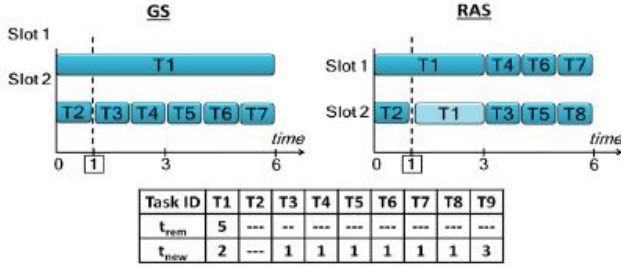 GS
Slot 1
T1
Slot 2
T2 T3 T4 T5 T6 T7
time
0 1 3 6
RAS
Slot 1
T1 T4 T6 T7
Slot 2
T2 T1 T3 T5 T8
time
0 1 3 6
Task ID T1 T2 T3 T4 T5 T6 T7 T8 T9
t_rem 5 --- -- --- --- --- --- --- ---
t_new 2 --- 1 1 1 1 1 1 3